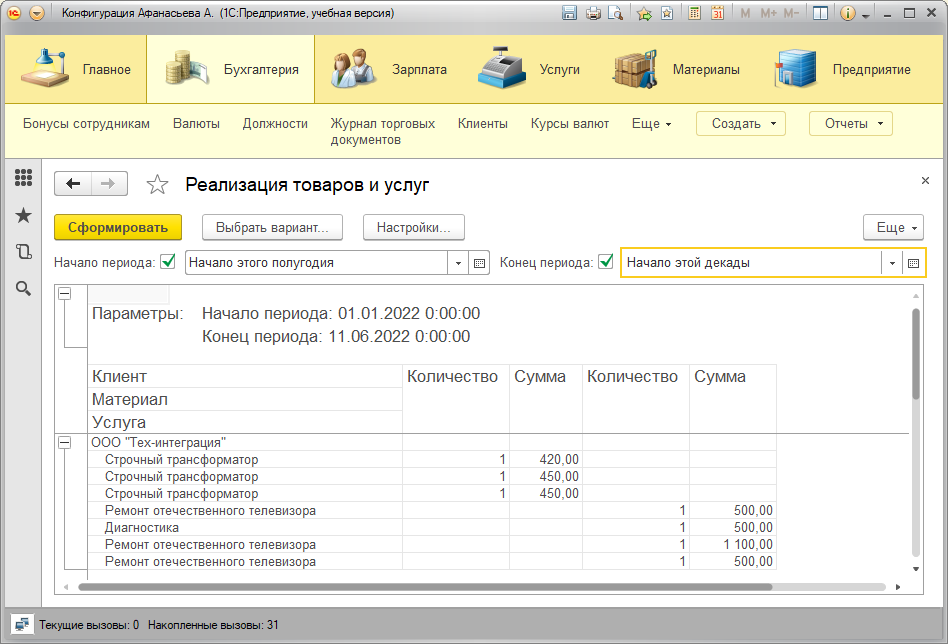 Конфигурация Афанасьева А. (1С:Предприятие, учебная версия)
M M+ M-
Главное
Бухгалтерия
Зарплата
Услуги
Материалы
Предприятие
Бонусы сотрудникам
Валюты
Должности
Журнал торговых
документов
Клиенты
Курсы валют
Еще
Создать
Отчеты
Реализация товаров и услуг
Сформировать
Выбрать вариант...
Настройки...
Еще
Начало периода:
Начало этого полугодия
Конец периода:
Начало этой декады
Параметры: Начало периода: 01.01.2022 0:00:00
Конец периода: 11.06.2022 0:00:00
Клиент Количество Сумма Количество Сумма
Материал
Услуга
ООО "Тех-интеграция"
Строчный трансформатор 1 420,00
Строчный трансформатор 1 450,00
Строчный трансформатор 1 450,00
Ремонт отечественного телевизора 1 500,00
Диагностика 1 500,00
Ремонт отечественного телевизора 1 1 100,00
Ремонт отечественного телевизора 1 500,00
Текущие вызовы: 0 Накопленные вызовы: 31